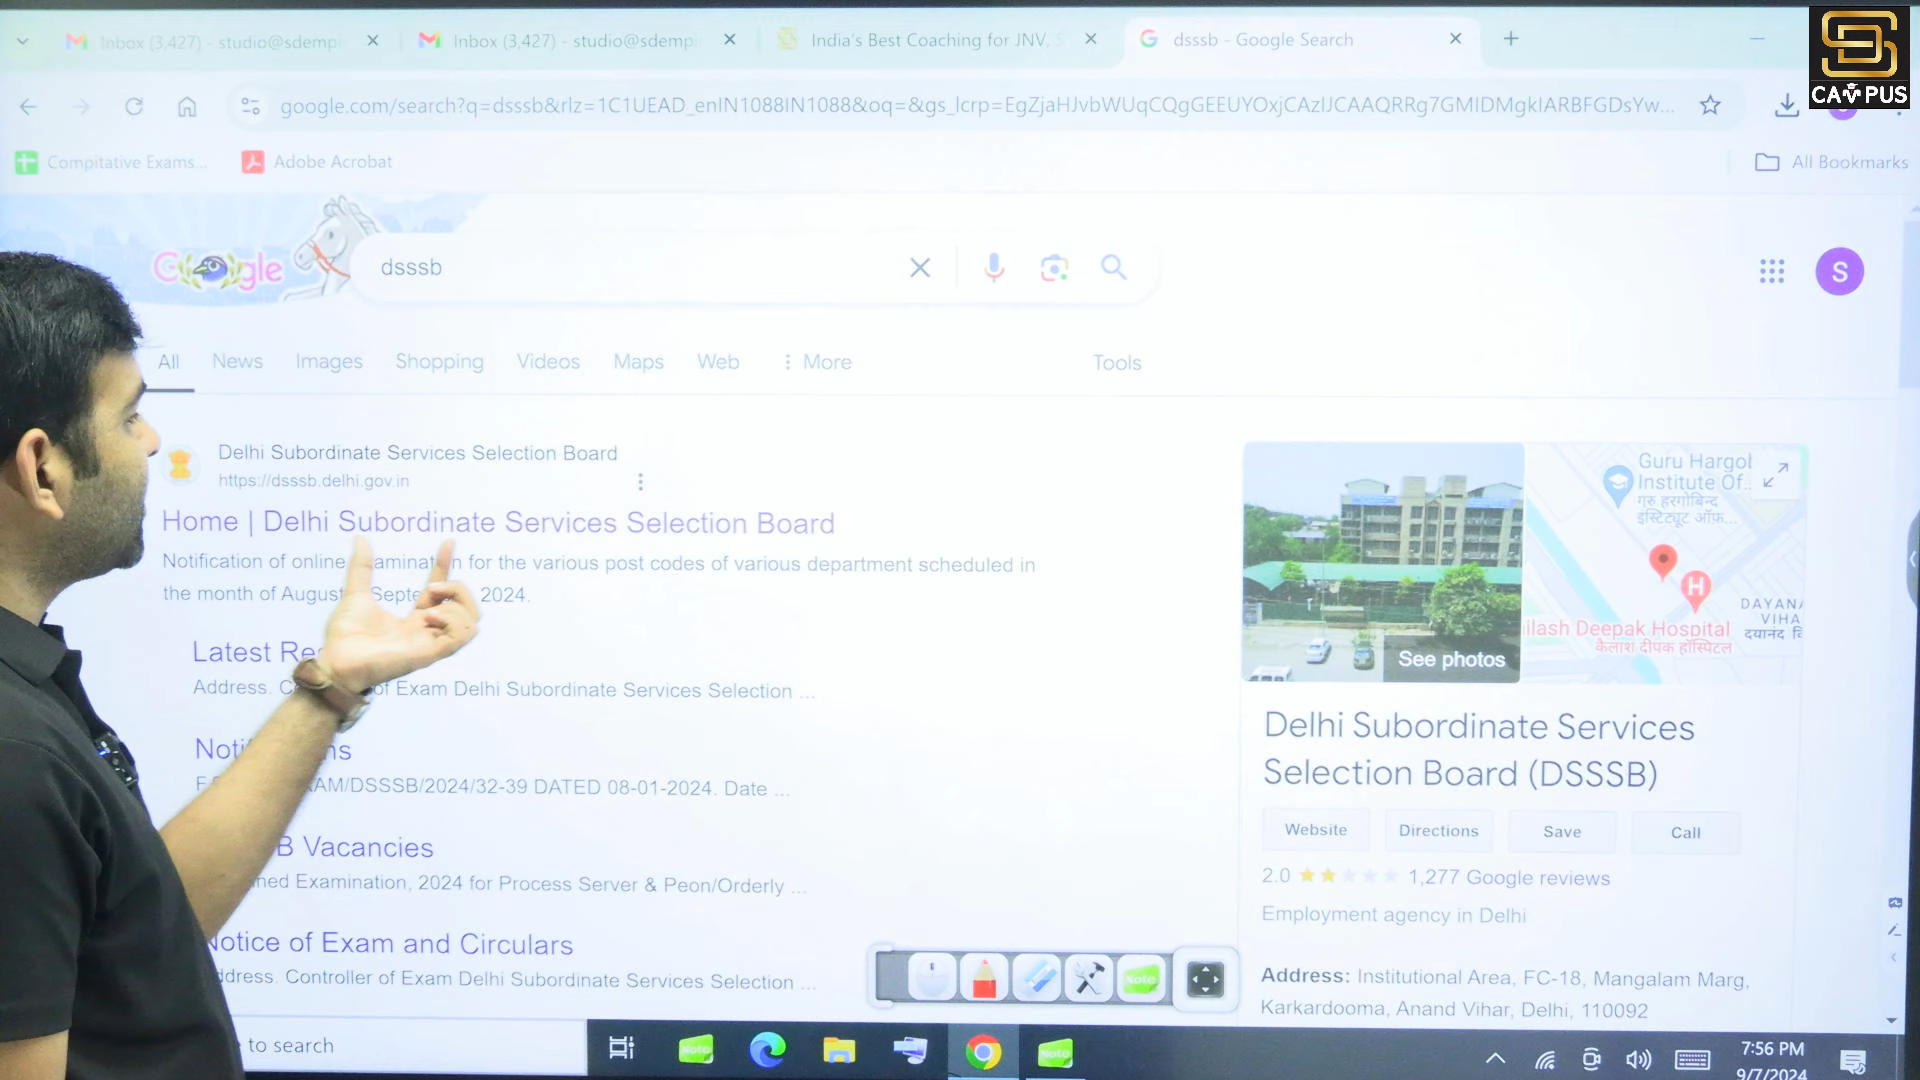 Inbox (3,427) - studio@sdemp
Inbox (3,427) - studio@sdemp
India's Best Coaching for JNV, S
dsssb - Google Search
google.com/search?q=dsssb&rlz=1C1UEAD_enIN1088IN1088&oq=&gs_lcrp=EgZjaHJvbWUqCQgGEEUYOxjCAzIJCAAQRRg7GMIDMgkIARBFGDsYw...
CAMPUS
Compitative Exams...
Adobe Acrobat
All Bookmarks
Google
dsssb
S
All
News
Images
Shopping
Videos
Maps
Web
More
Tools
Delhi Subordinate Services Selection Board
https://dsssb.delhi.gov.in
Home | Delhi Subordinate Services Selection Board
Notification of online for the various post codes of various department scheduled in
the month of August 2024.
Latest
Address. of Exam Delhi Subordinate Services Selection ...
AM/DSSSB/2024/32-39 DATED 08-01-2024. Date ...
B Vacancies
Examination, 2024 for Process Server & Peon/Orderly ...
Notice of Exam and Circulars
Address. Controller of Exam Delhi Subordinate Services Selection ...
Guru Hargob
Institute Of..
गुरु हरगोबिन्द
इंस्टिट्यूट ऑफ़...
H
DAYANA
VIHA
दयानंद वि
ilash Deepak Hospital
कैलाश दीपक हॉस्पिटल
See photos
Delhi Subordinate Services
Selection Board (DSSSB)
Website
Directions
Save
Call
2.0
1,277 Google reviews
Employment agency in Delhi
Address: Institutional Area, FC-18, Mangalam Marg,
Karkardooma, Anand Vihar, Delhi, 110092
Note
to search
Note
Note
7:56 PM
9/7/2024